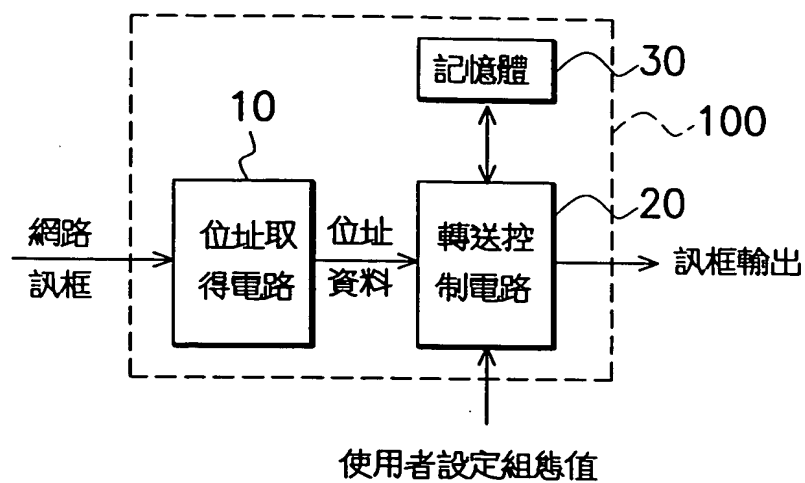 記憶體
30
10
100
網路
訊框
位址取
得電路
位址
資料
轉送控
制電路
20
訊框輸出
使用者設定組態值